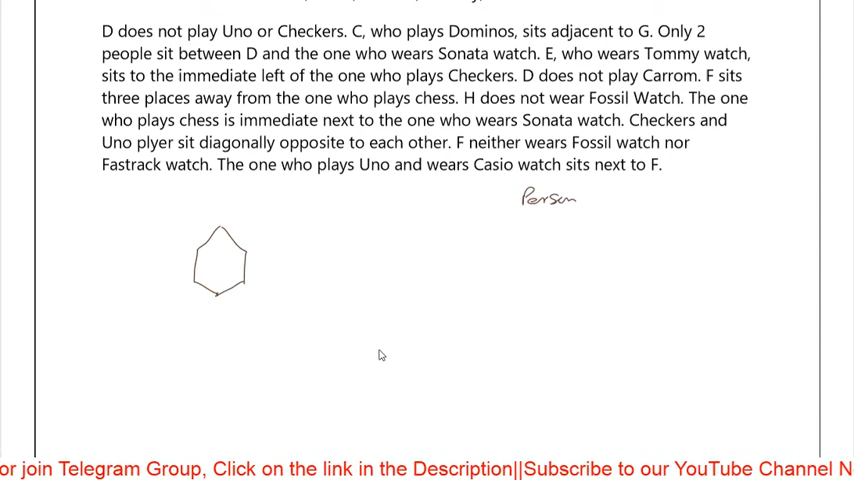 D does not play Uno or Checkers. C, who plays Dominos, sits adjacent to G. Only 2
people sit between D and the one who wears Sonata watch. E, who wears Tommy watch,
sits to the immediate left of the one who plays Checkers. D does not play Carrom. F sits
three places away from the one who plays chess. H does not wear Fossil Watch. The one
who plays chess is immediate next to the one who wears Sonata watch. Checkers and
Uno plyer sit diagonally opposite to each other. F neither wears Fossil watch nor
Fastrack watch. The one who plays Uno and wears Casio watch sits next to F.
Person
or join Telegram Group, Click on the link in the Description||Subscribe to our YouTube Channel N